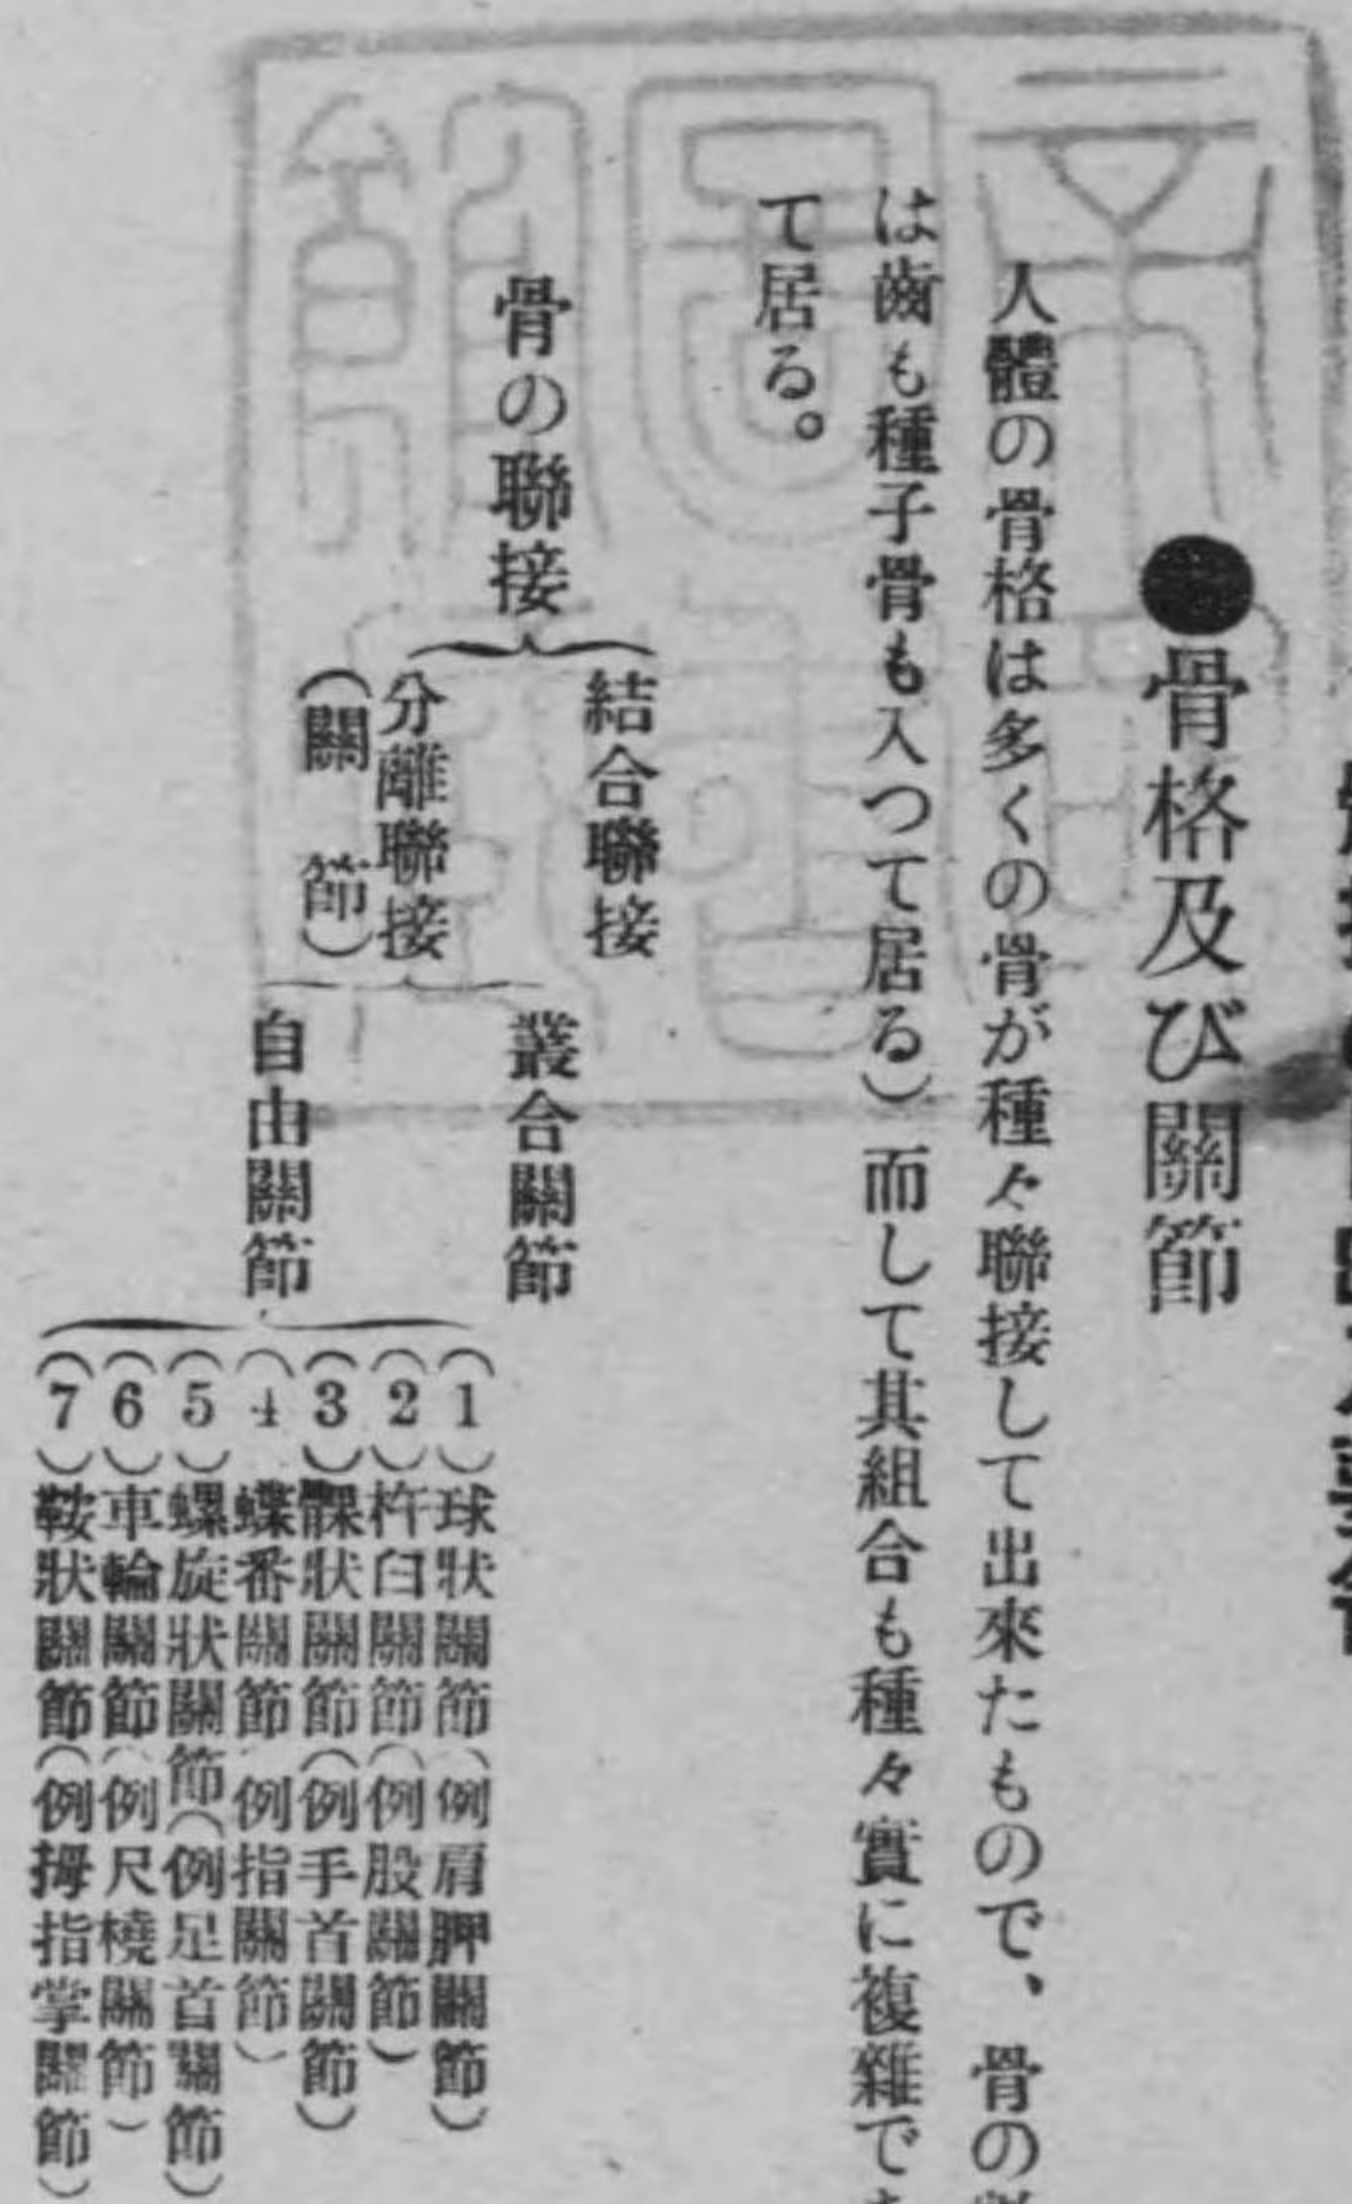 ●骨格及び關節
人體の骨格は多くの骨が種々聯接して出來たもので、骨の
は齒も種子骨も入つて居る）而して其組合も種々實に複雜で
て居る。
骨の聯接
結合聯接
分離聯接
（關節）
叢合關節
自由關節
（1）球狀關節（例肩胛關節）
（2）杵臼關節（例股關節）
（3）髁狀關節（例手首關節）
（4）蝶番關節（例指關節）
（5）螺旋狀關節（例足首關節）
（6）車輪關節（例尺橈關節）
（7）鞍狀關節（例拇指掌關節）